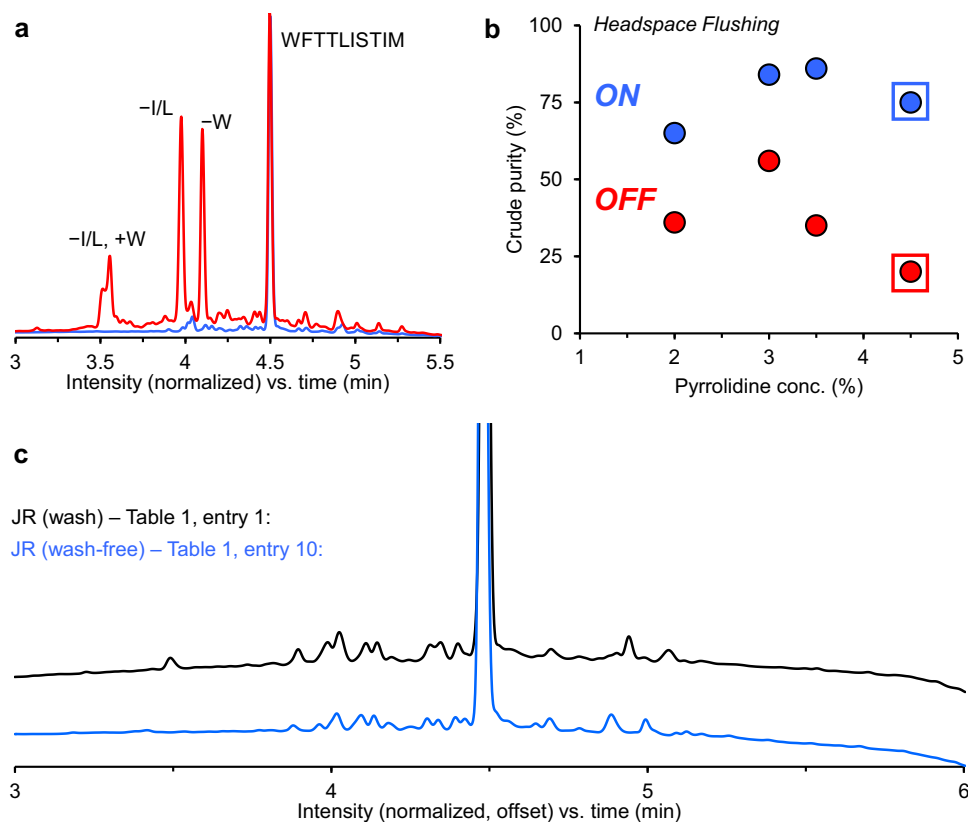 a
WFTTLISTIM
−I/L
−W
−I/L, +W
3 3.5 4 4.5 5 5.5
Intensity (normalized) vs. time (min)
b
Headspace Flushing
100
75
50
25
0
ON
OFF
Crude purity (%)
1 2 3 4 5
Pyrrolidine conc. (%)
c
JR (wash) – Table 1, entry 1:
JR (wash-free) – Table 1, entry 10:
3 4 5 6
Intensity (normalized, offset) vs. time (min)